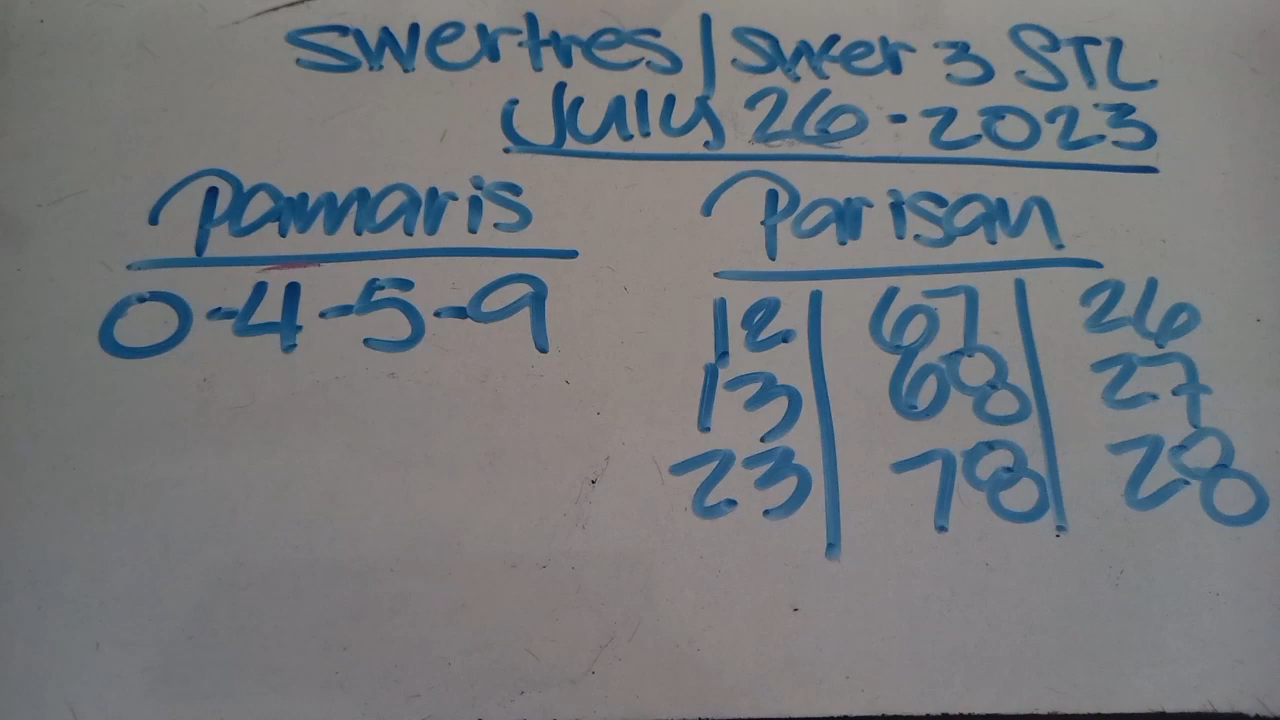 Swertres/Swer 3 STL
July 26-2023
Pamaris
Parisan
0-4-5-9
12 | 67 | 26
13 | 68 | 27
23 | 78 | 28